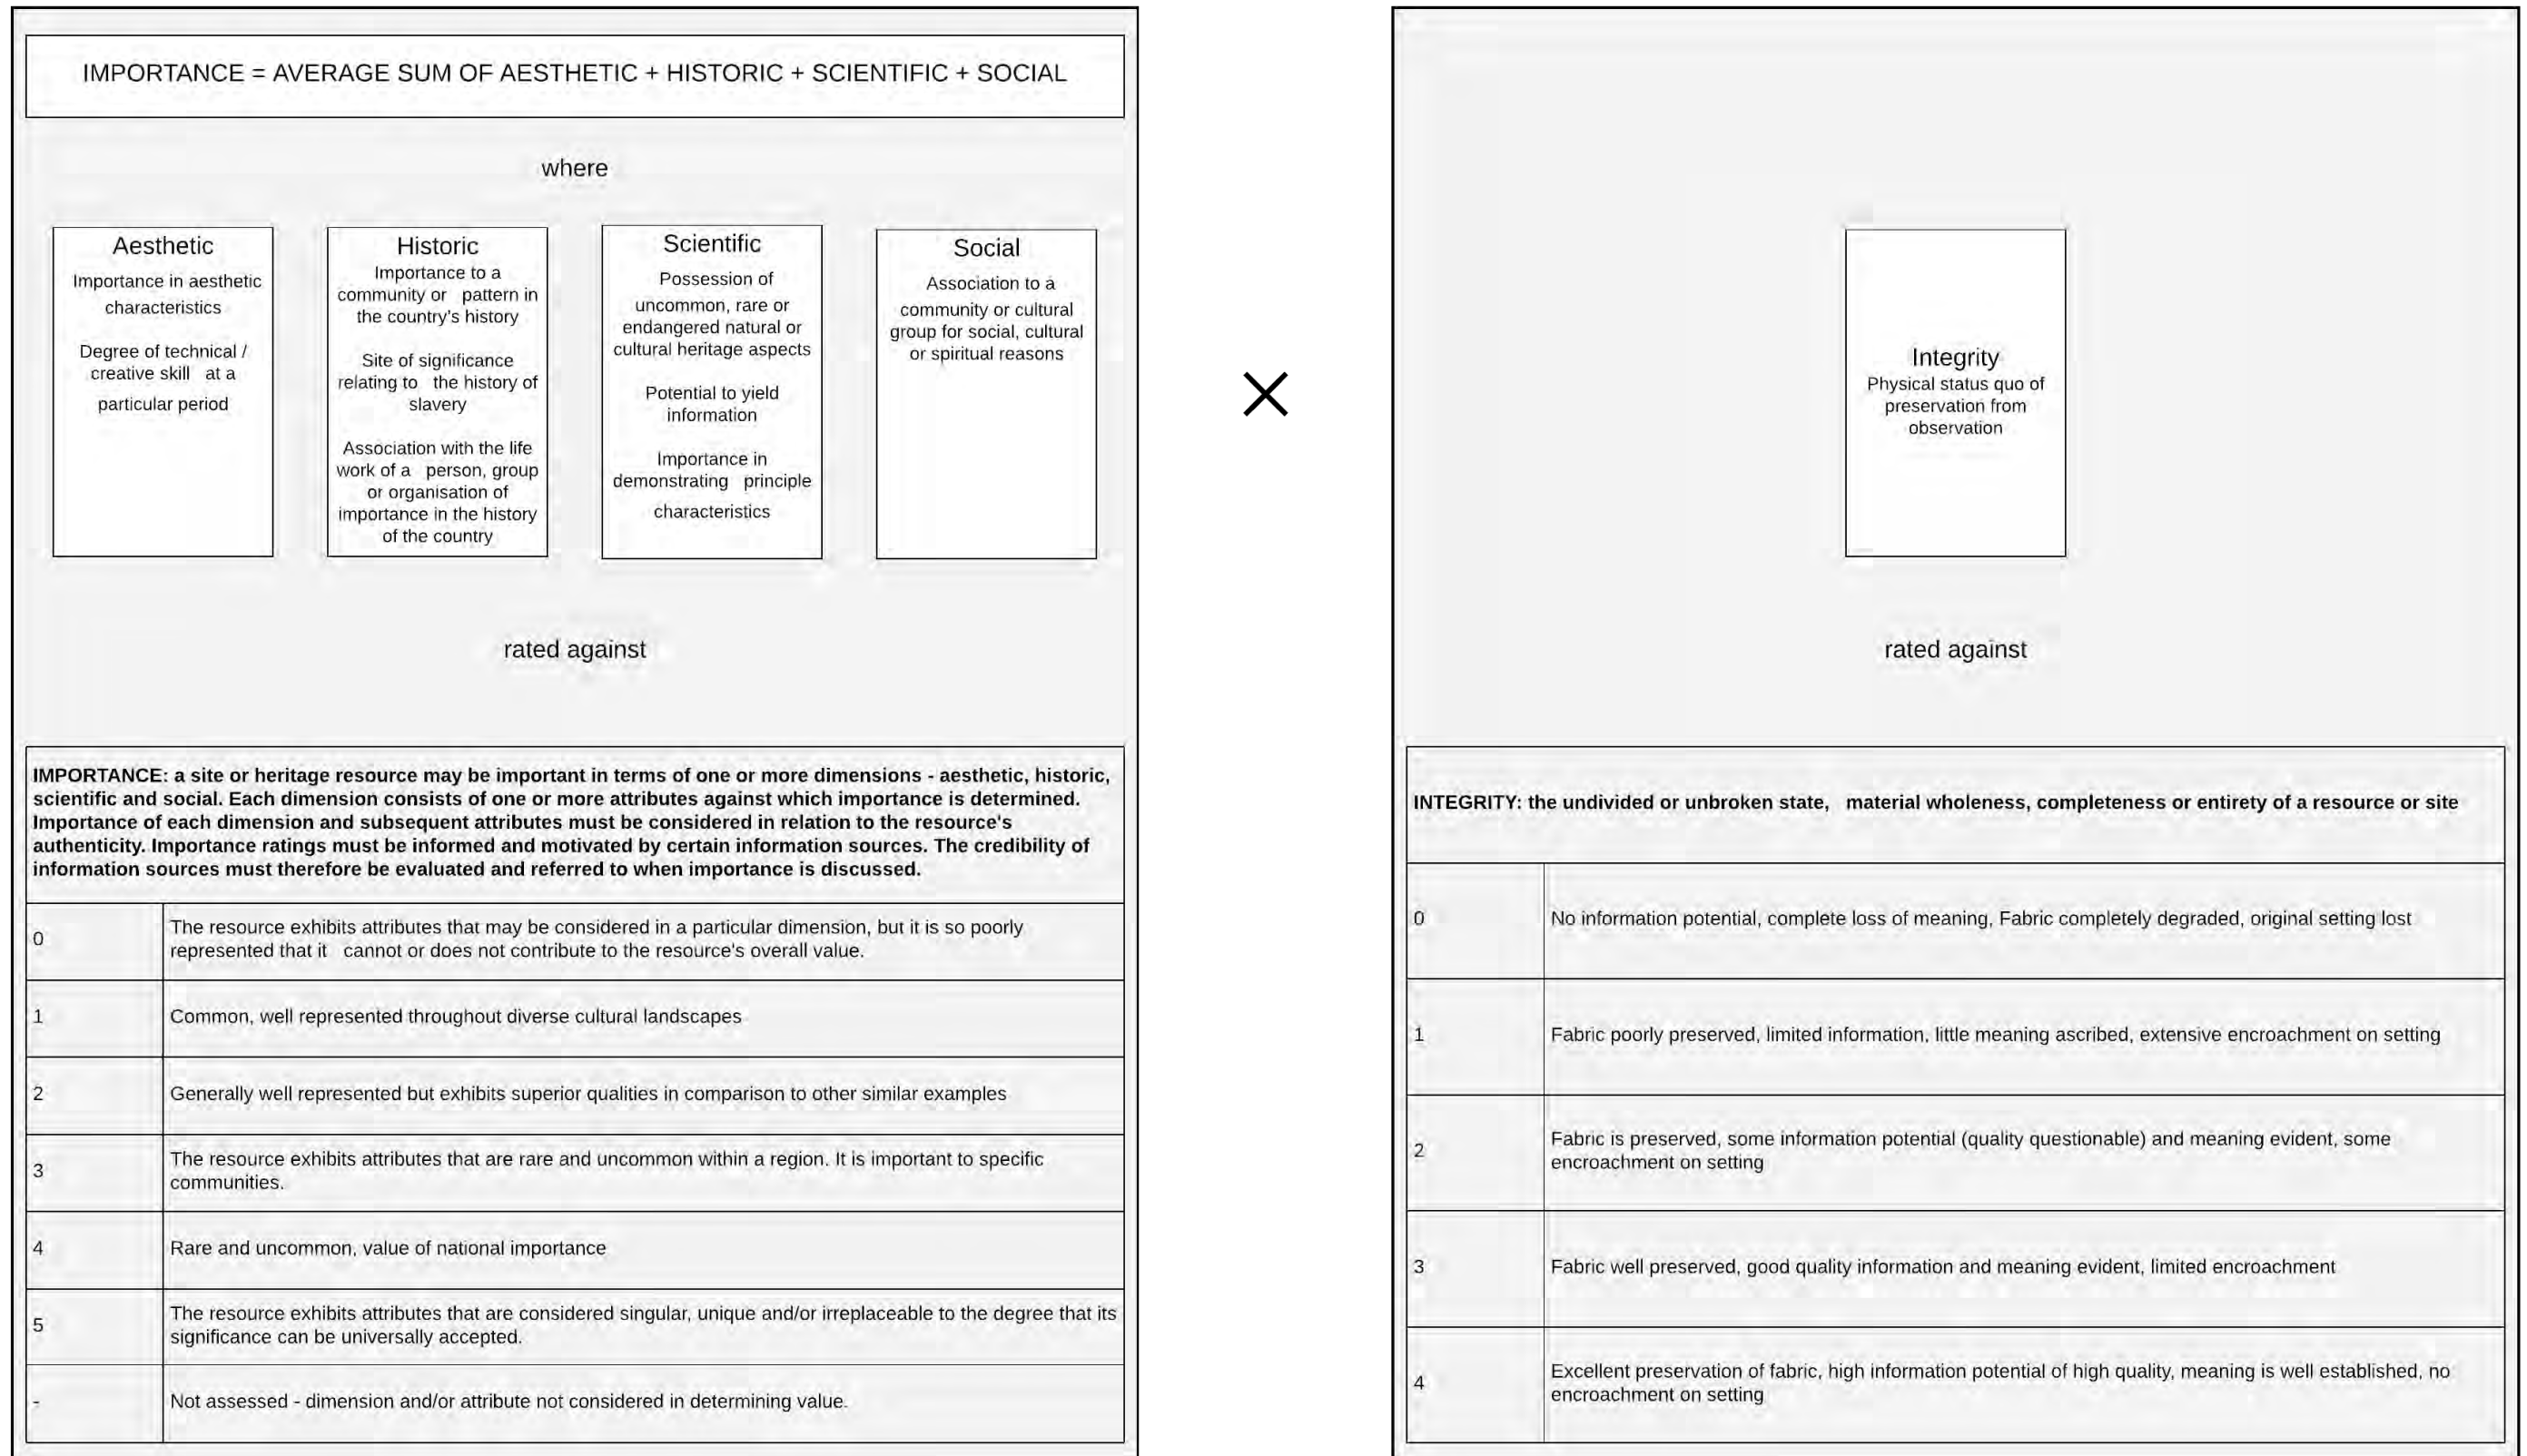 IMPORTANCE = AVERAGE SUM OF AESTHETIC + HISTORIC + SCIENTIFIC + SOCIAL
where
Aesthetic
Importance in aesthetic
characteristics
Degree of technical /
creative skill at a
particular period
Historic
Importance to a
community or pattern in
the country's history
Site of significance
relating to the history of
slavery
Association with the life
work of a person, group
or organisation of
importance in the history
of the country
Scientific
Possession of
uncommon, rare or
endangered natural or
cultural heritage aspects
Potential to yield
information
Importance in
demonstrating principle
characteristics
Social
Association to a
community or cultural
group for social, cultural
or spiritual reasons
rated against
IMPORTANCE: a site or heritage resource may be important in terms of one or more dimensions - aesthetic, historic,
scientific and social. Each dimension consists of one or more attributes against which importance is determined.
Importance of each dimension and subsequent attributes must be considered in relation to the resource's
authenticity. Importance ratings must be informed and motivated by certain information sources. The credibility of
information sources must therefore be evaluated and referred to when importance is discussed.
0
The resource exhibits attributes that may be considered in a particular dimension, but it is so poorly
represented that it cannot or does not contribute to the resource's overall value.
1
Common, well represented throughout diverse cultural landscapes
2
Generally well represented but exhibits superior qualities in comparison to other similar examples
3
The resource exhibits attributes that are rare and uncommon within a region. It is important to specific
communities.
4
Rare and uncommon, value of national importance
5
The resource exhibits attributes that are considered singular, unique and/or irreplaceable to the degree that its
significance can be universally accepted.
-
Not assessed - dimension and/or attribute not considered in determining value.
×
Integrity
Physical status quo of
preservation from
observation
rated against
INTEGRITY: the undivided or unbroken state, material wholeness, completeness or entirety of a resource or site
0
No information potential, complete loss of meaning, Fabric completely degraded, original setting lost
1
Fabric poorly preserved, limited information, little meaning ascribed, extensive encroachment on setting
2
Fabric is preserved, some information potential (quality questionable) and meaning evident, some
encroachment on setting
3
Fabric well preserved, good quality information and meaning evident, limited encroachment
4
Excellent preservation of fabric, high information potential of high quality, meaning is well established, no
encroachment on setting